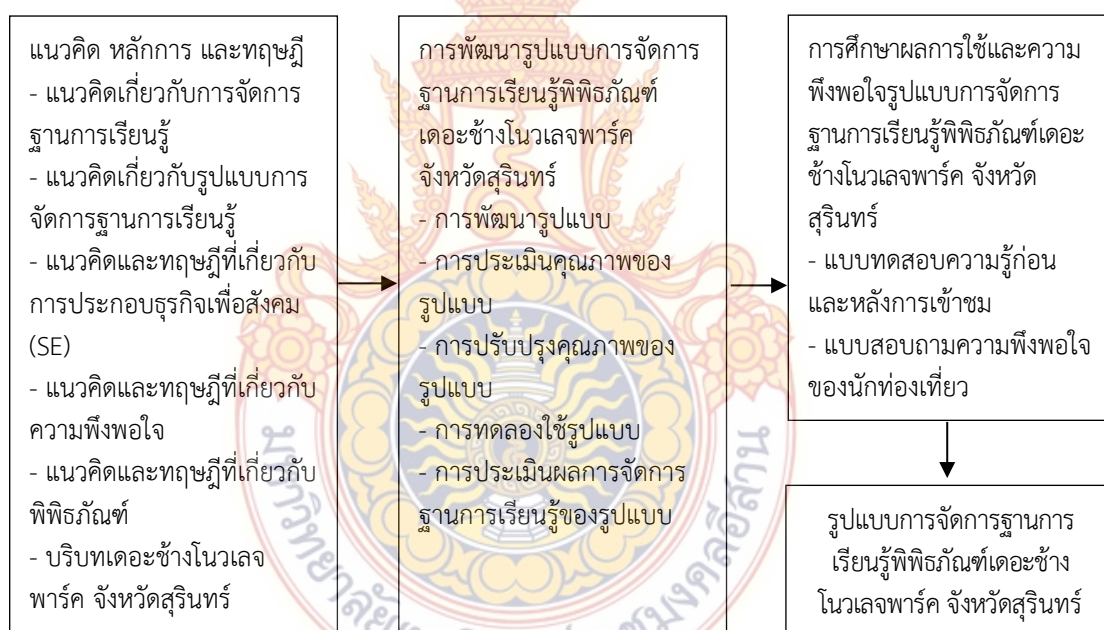 แนวคิด หลักการ และทฤษฎี
- แนวคิดเกี่ยวกับการจัดการ
ฐานการเรียนรู้
- แนวคิดเกี่ยวกับรูปแบบการ
จัดการฐานการเรียนรู้
- แนวคิดและทฤษฎีที่เกี่ยวกับ
การประกอบธุรกิจเพื่อสังคม
(SE)
- แนวคิดและทฤษฎีที่เกี่ยวกับ
ความพึงพอใจ
- แนวคิดและทฤษฎีที่เกี่ยวกับ
พิพิธภัณฑ์
- บริบทเดอะช้างโนวเลจ
พาร์ค จังหวัดสุรินทร์
การพัฒนารูปแบบการจัดการ
ฐานการเรียนรู้พิพิธภัณฑ์
เดอะช้างโนวเลจพาร์ค
จังหวัดสุรินทร์
- การพัฒนารูปแบบ
- การประเมินคุณภาพของ
รูปแบบ
- การปรับปรุงคุณภาพของ
รูปแบบ
- การทดลองใช้รูปแบบ
- การประเมินผลการจัดการ
ฐานการเรียนรู้ของรูปแบบ
การศึกษาผลการใช้และความ
พึงพอใจรูปแบบการจัดการ
ฐานการเรียนรู้พิพิธภัณฑ์เดอะ
ช้างโนวเลจพาร์ค จังหวัด
สุรินทร์
- แบบทดสอบความรู้ก่อน
และหลังการเข้าชม
- แบบสอบถามความพึงพอใจ
ของนักท่องเที่ยว
รูปแบบการจัดการฐานการ
เรียนรู้พิพิธภัณฑ์เดอะช้าง
โนวเลจพาร์ค จังหวัดสุรินทร์